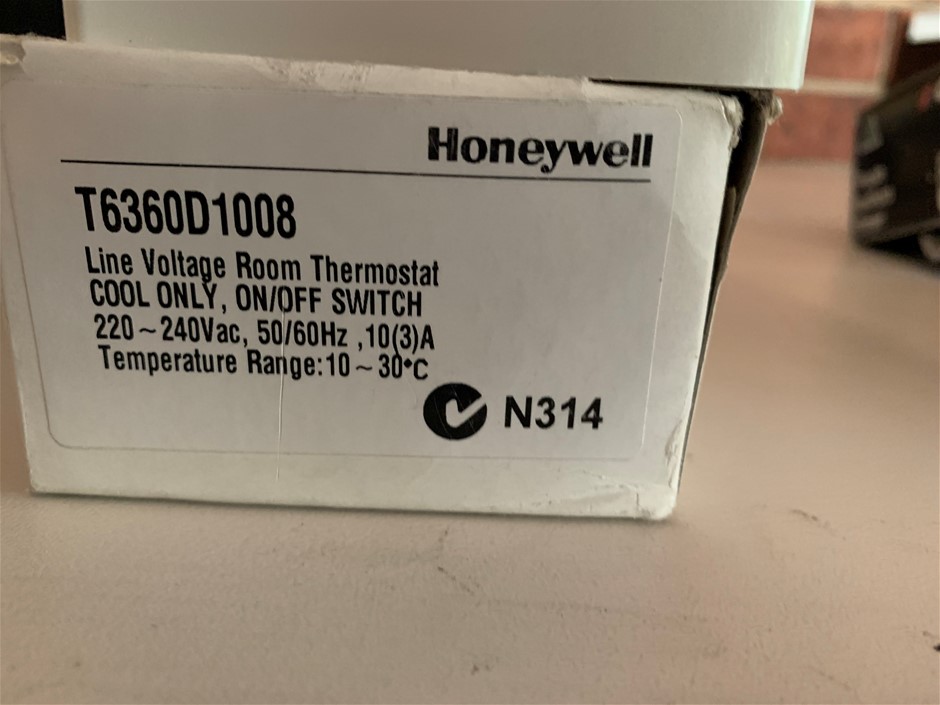 Honeywell
T6360D1008
Line Voltage Room Thermostat
COOL ONLY, ON/OFF SWITCH
220~240Vac, 50/60Hz ,10(3)A
Temperature Range:10~30°C
N314